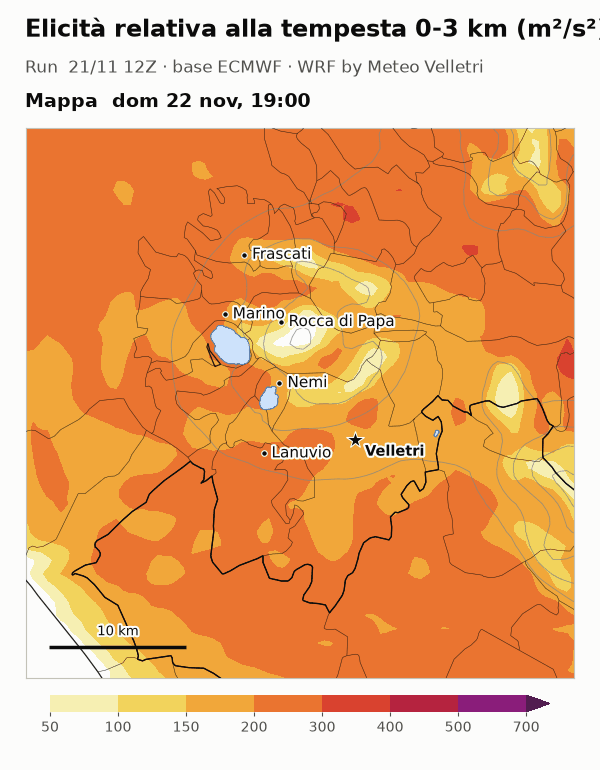 Elicità relativa alla tempesta 0-3 km (m²/s²)
Run  21/11 12Z · base ECMWF · WRF by Meteo Velletri
Mappa  dom 22 nov, 19:00
Frascati
Marino
Rocca di Papa
Nemi
Velletri
Lanuvio
10 km
50 100 150 200 300 400 500 700